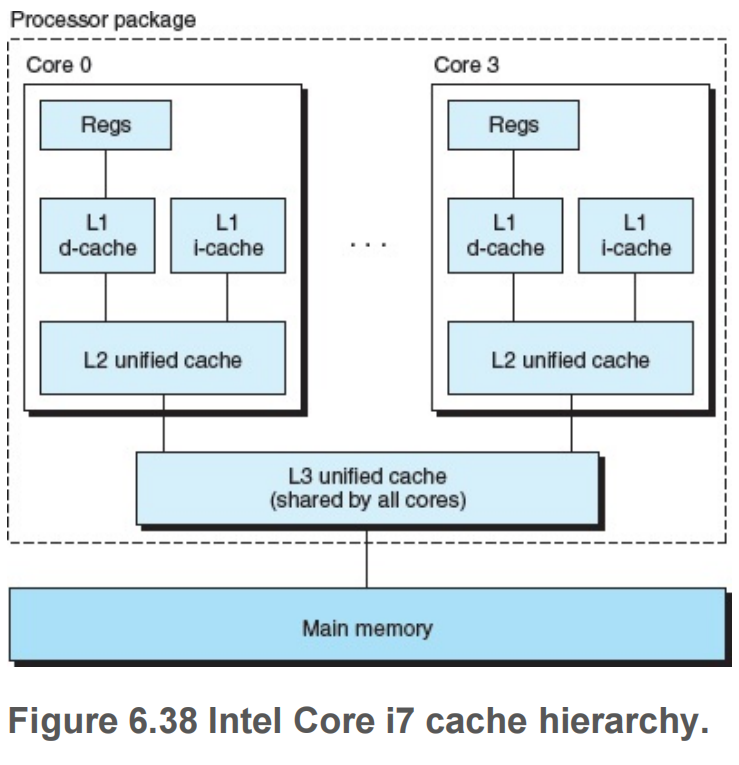 Processor package
Core 0
Core 3
Regs
Regs
L1
d-cache
L1
i-cache
. . .
L1
d-cache
L1
i-cache
L2 unified cache
L2 unified cache
L3 unified cache
(shared by all cores)
Main memory
Figure 6.38 Intel Core i7 cache hierarchy.